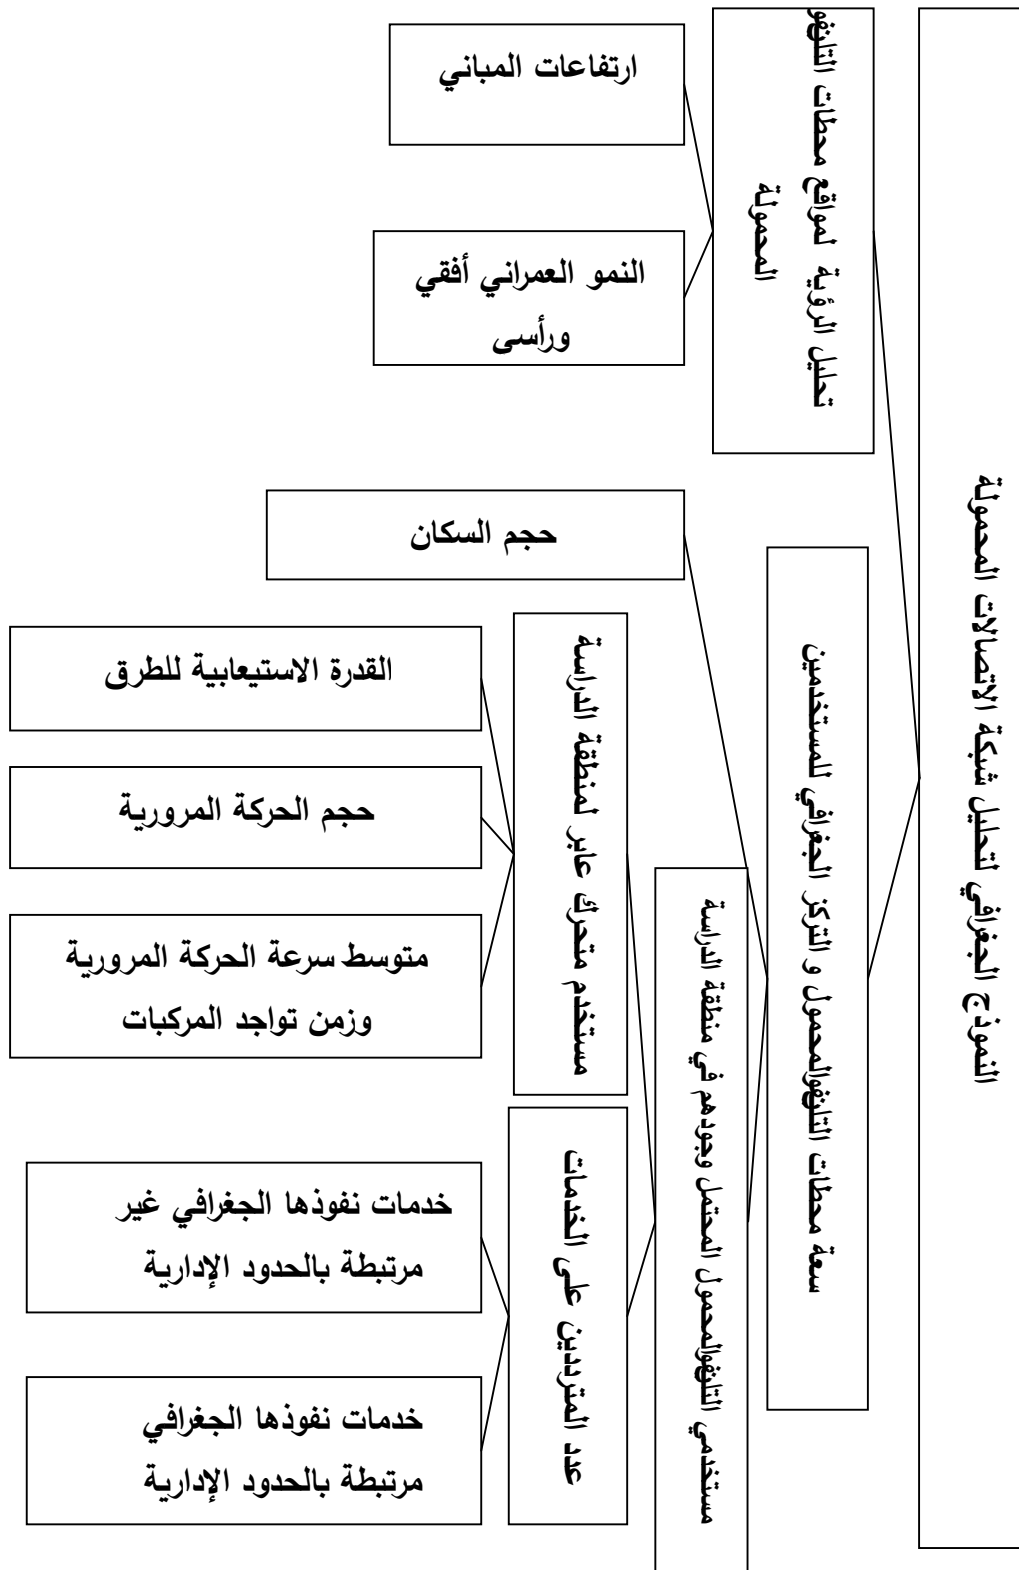 النموذج الجغرافي لتحليل شبكة الاتصالات المحمولة
تحليل الرؤية لمواقع محطات التليفو
المحمولة
ارتفاعات المباني
النمو العمراني أفقي
ورأسى
سعة محطات التليفوالمحمول و التركز الجغرافي للمستخدمين
حجم السكان
مستخدمي التليفوالمحمول المحتمل وجودهم في منطقة الدراسة
مستخدم متحرك عابر لمنطقة الدراسة
القدرة الاستيعابية للطرق
حجم الحركة المرورية
متوسط سرعة الحركة المرورية
وزمن تواجد المركبات
عدد المترددين على الخدمات
خدمات نفوذها الجغرافي غير
مرتبطة بالحدود الإدارية
خدمات نفوذها الجغرافي
مرتبطة بالحدود الإدارية